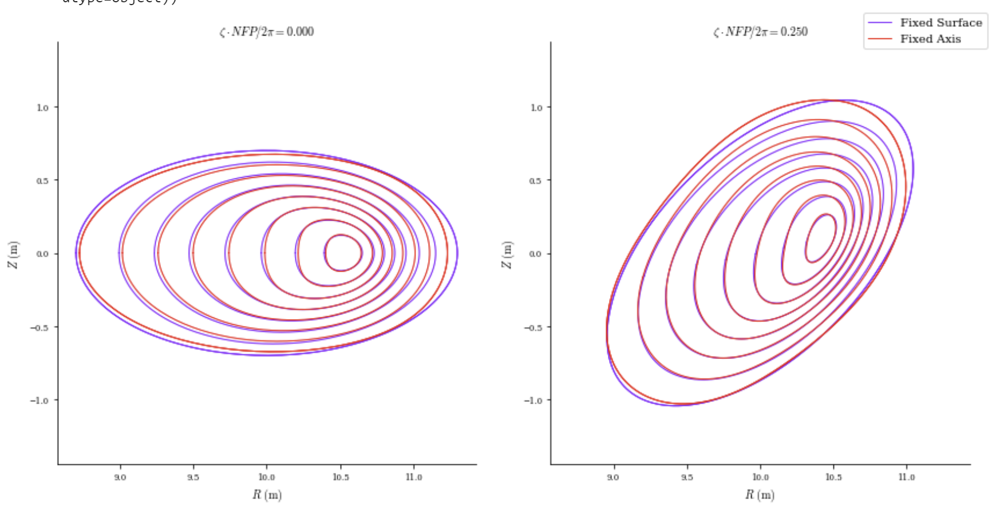 dtype=object))
ζ · NFP/2π = 0.000
ζ · NFP/2π = 0.250
Fixed Surface
Fixed Axis
Z (m)
1.0
0.5
0.0
−0.5
−1.0
9.0 9.5 10.0 10.5 11.0
R (m)
Z (m)
1.0
0.5
0.0
−0.5
−1.0
9.0 9.5 10.0 10.5 11.0
R (m)